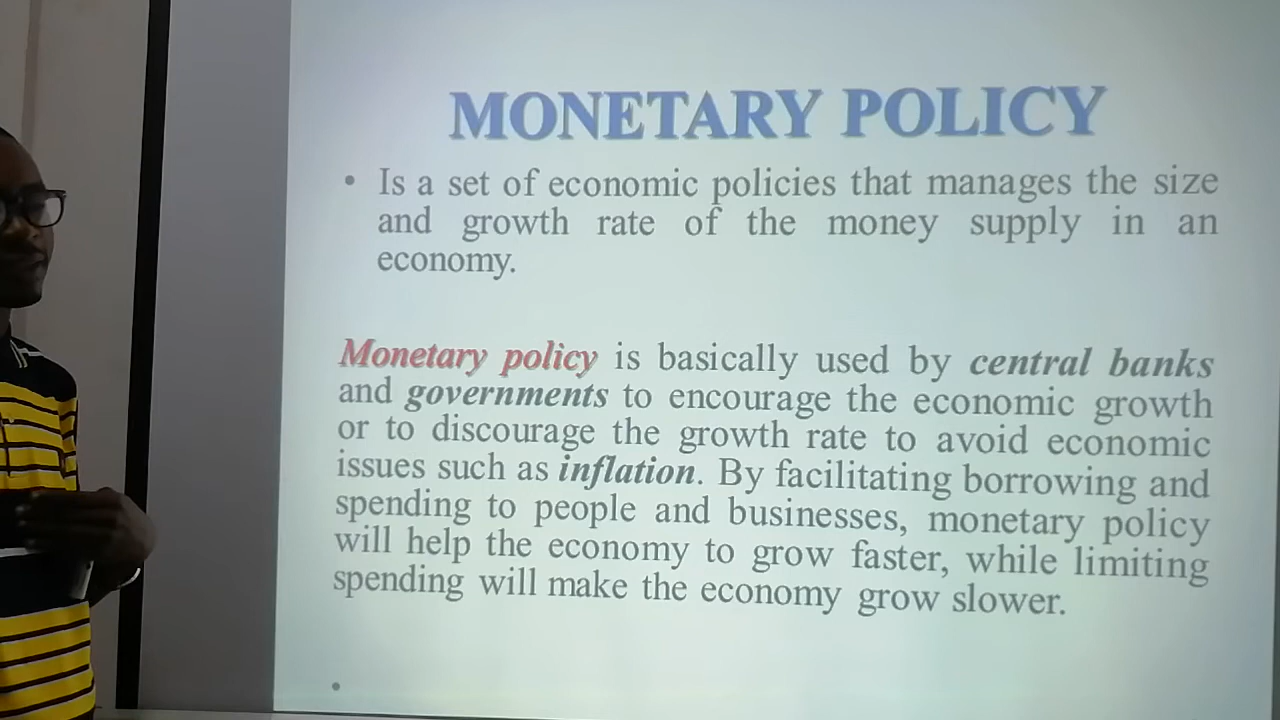 MONETARY POLICY
• Is a set of economic policies that manages the size
and growth rate of the money supply in an
economy.
Monetary policy is basically used by central banks
and governments to encourage the economic growth
or to discourage the growth rate to avoid economic
issues such as inflation. By facilitating borrowing and
spending to people and businesses, monetary policy
will help the economy to grow faster, while limiting
spending will make the economy grow slower.